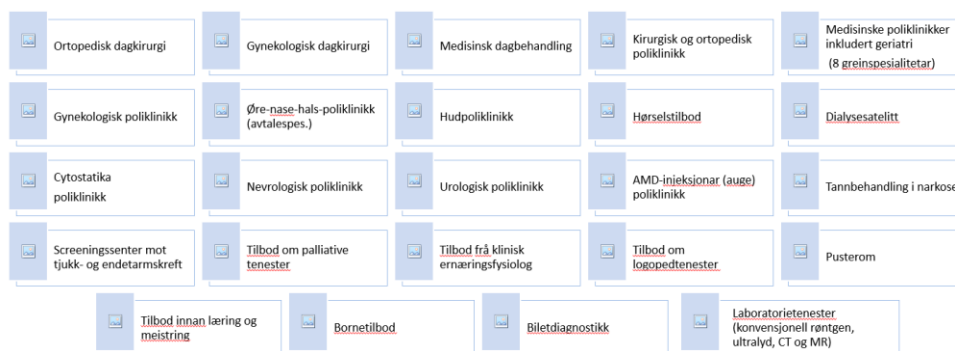 Ortopedisk dagkirurgi
Gynekologisk dagkirurgi
Medisinsk dagbehandling
Kirurgisk og ortopedisk
poliklinikk
Medisinske poliklinikker
inkludert geriatri
(8 greinspesialitetar)
Gynekologisk poliklinikk
Øre-nase-hals-poliklinikk
(avtalespes.)
Hudpoliklinikk
Hørselstilbod
Dialysesatelitt
Cytostatika
poliklinikk
Nevrologisk poliklinikk
Urologisk poliklinikk
AMD-injeksjonar (auge)
poliklinikk
Tannbehandling i narkose
Screeningssenter mot
tjukk- og endetarmskreft
Tilbod om palliative
tenester
Tilbod frå klinisk
ernæringsfysiolog
Tilbod om
logopedtenester
Pusterom
Tilbod innan læring og
meistring
Bornetilbod
Biletdiagnostikk
Laboratorietenester
(konvensjonell røntgen,
ultralyd, CT og MR)